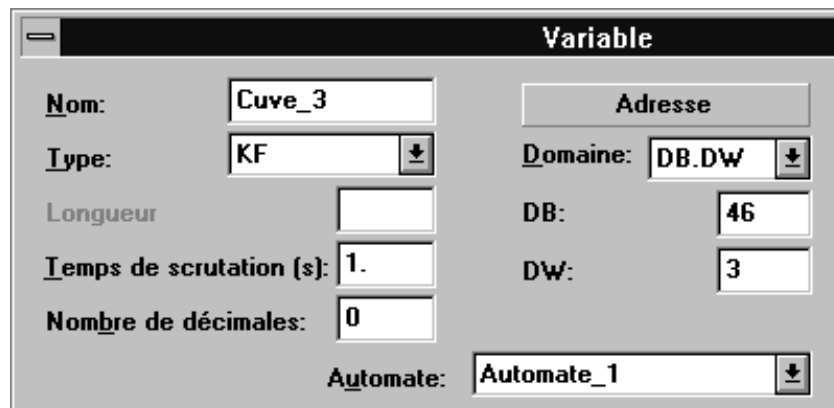 Variable
Nom: Cuve_3
Adresse
Type: KF
Domaine: DB.DW
Longueur
DB: 46
Temps de scrutation (s): 1.
DW: 3
Nombre de décimales: 0
Automate: Automate_1